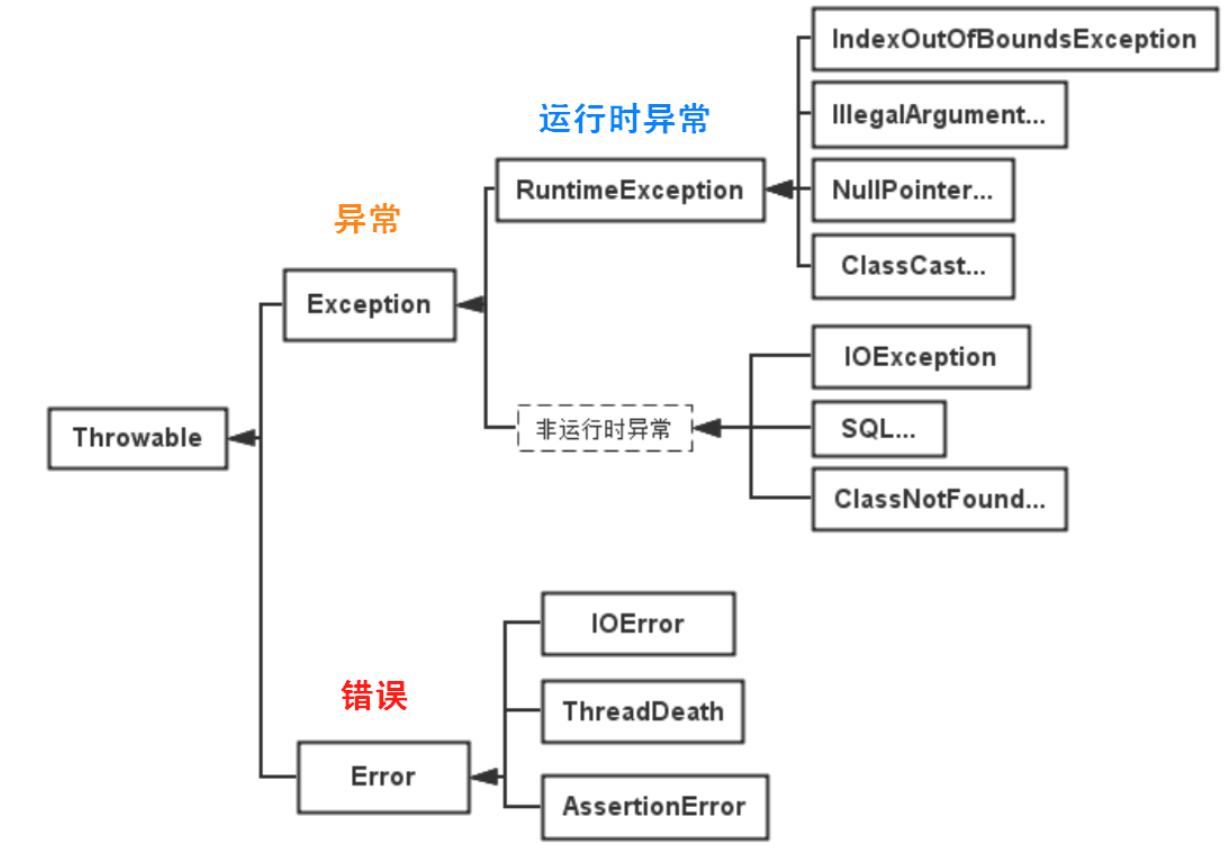 IndexOutOfBoundsException
运行时异常
IllegalArgument...
RuntimeException
NullPointer...
异常
ClassCast...
Exception
IOException
Throwable
非运行时异常
SQL...
ClassNotFound...
IOError
错误
ThreadDeath
Error
AssertionError